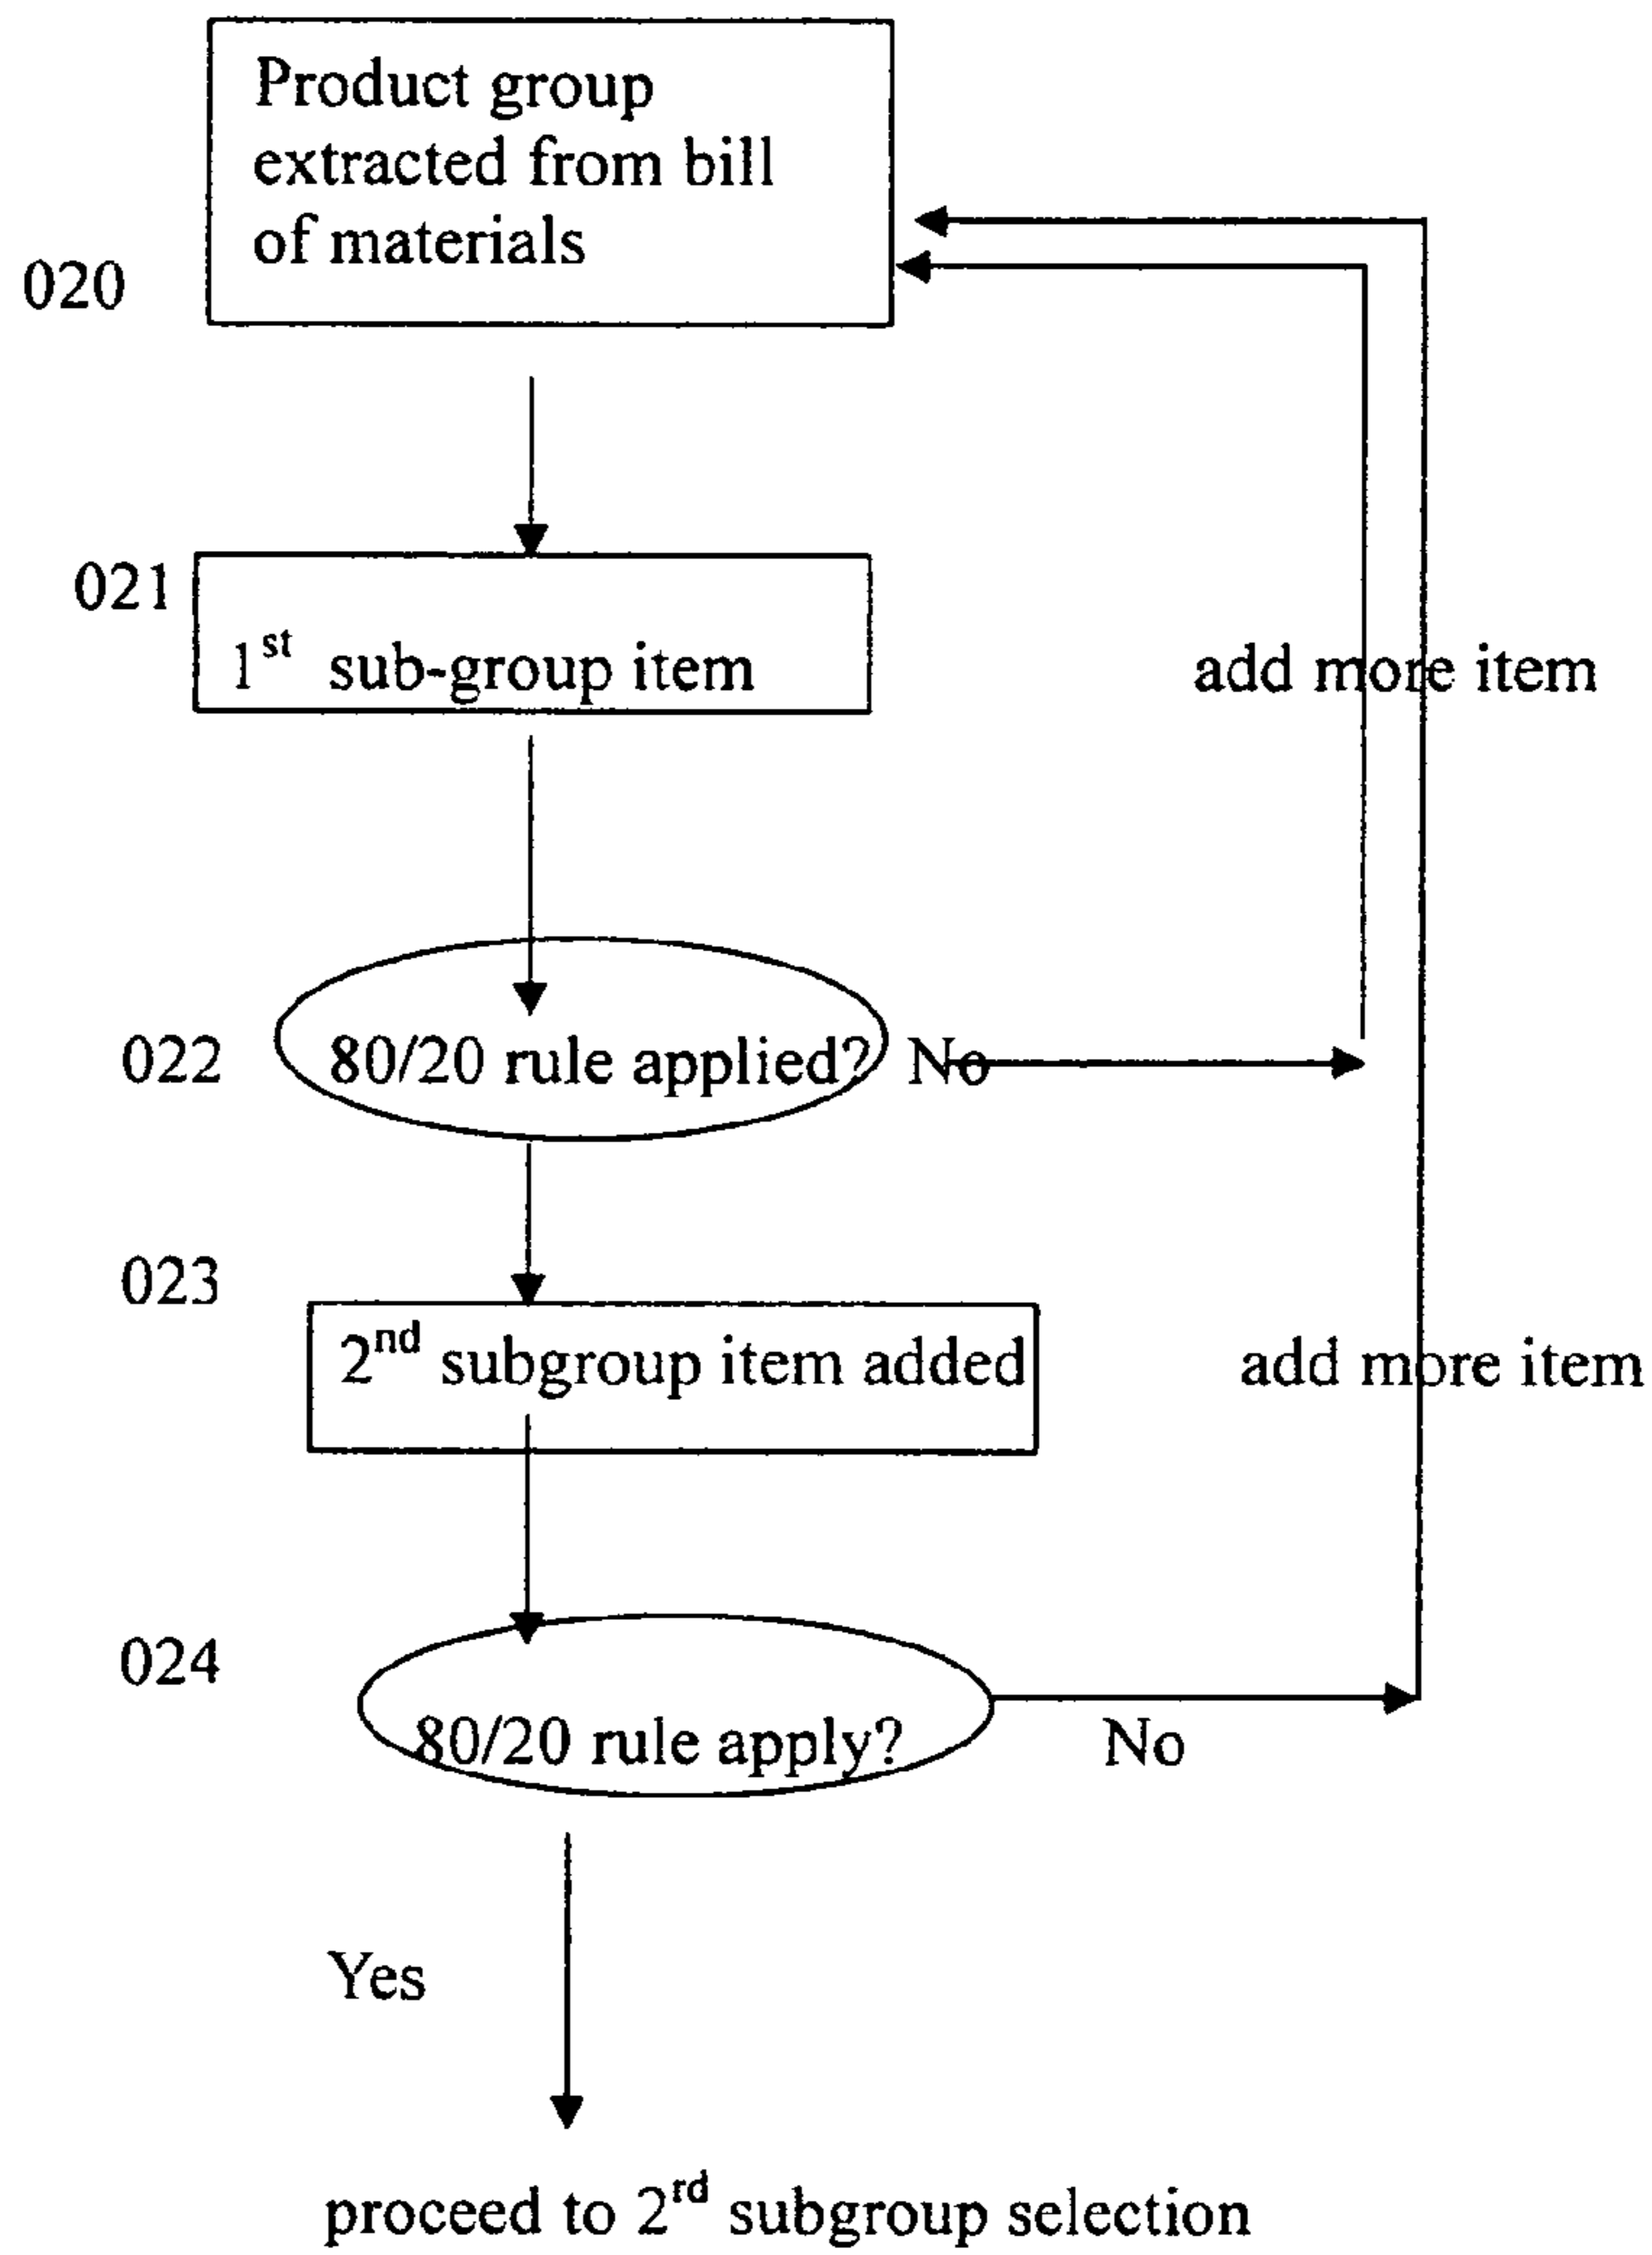 Product group
extracted from bill
of materials
020
021
1st sub-group item
add more item
022
80/20 rule applied? No
023
2nd subgroup item added
add more item
024
80/20 rule apply?
No
Yes
proceed to 2rd subgroup selection